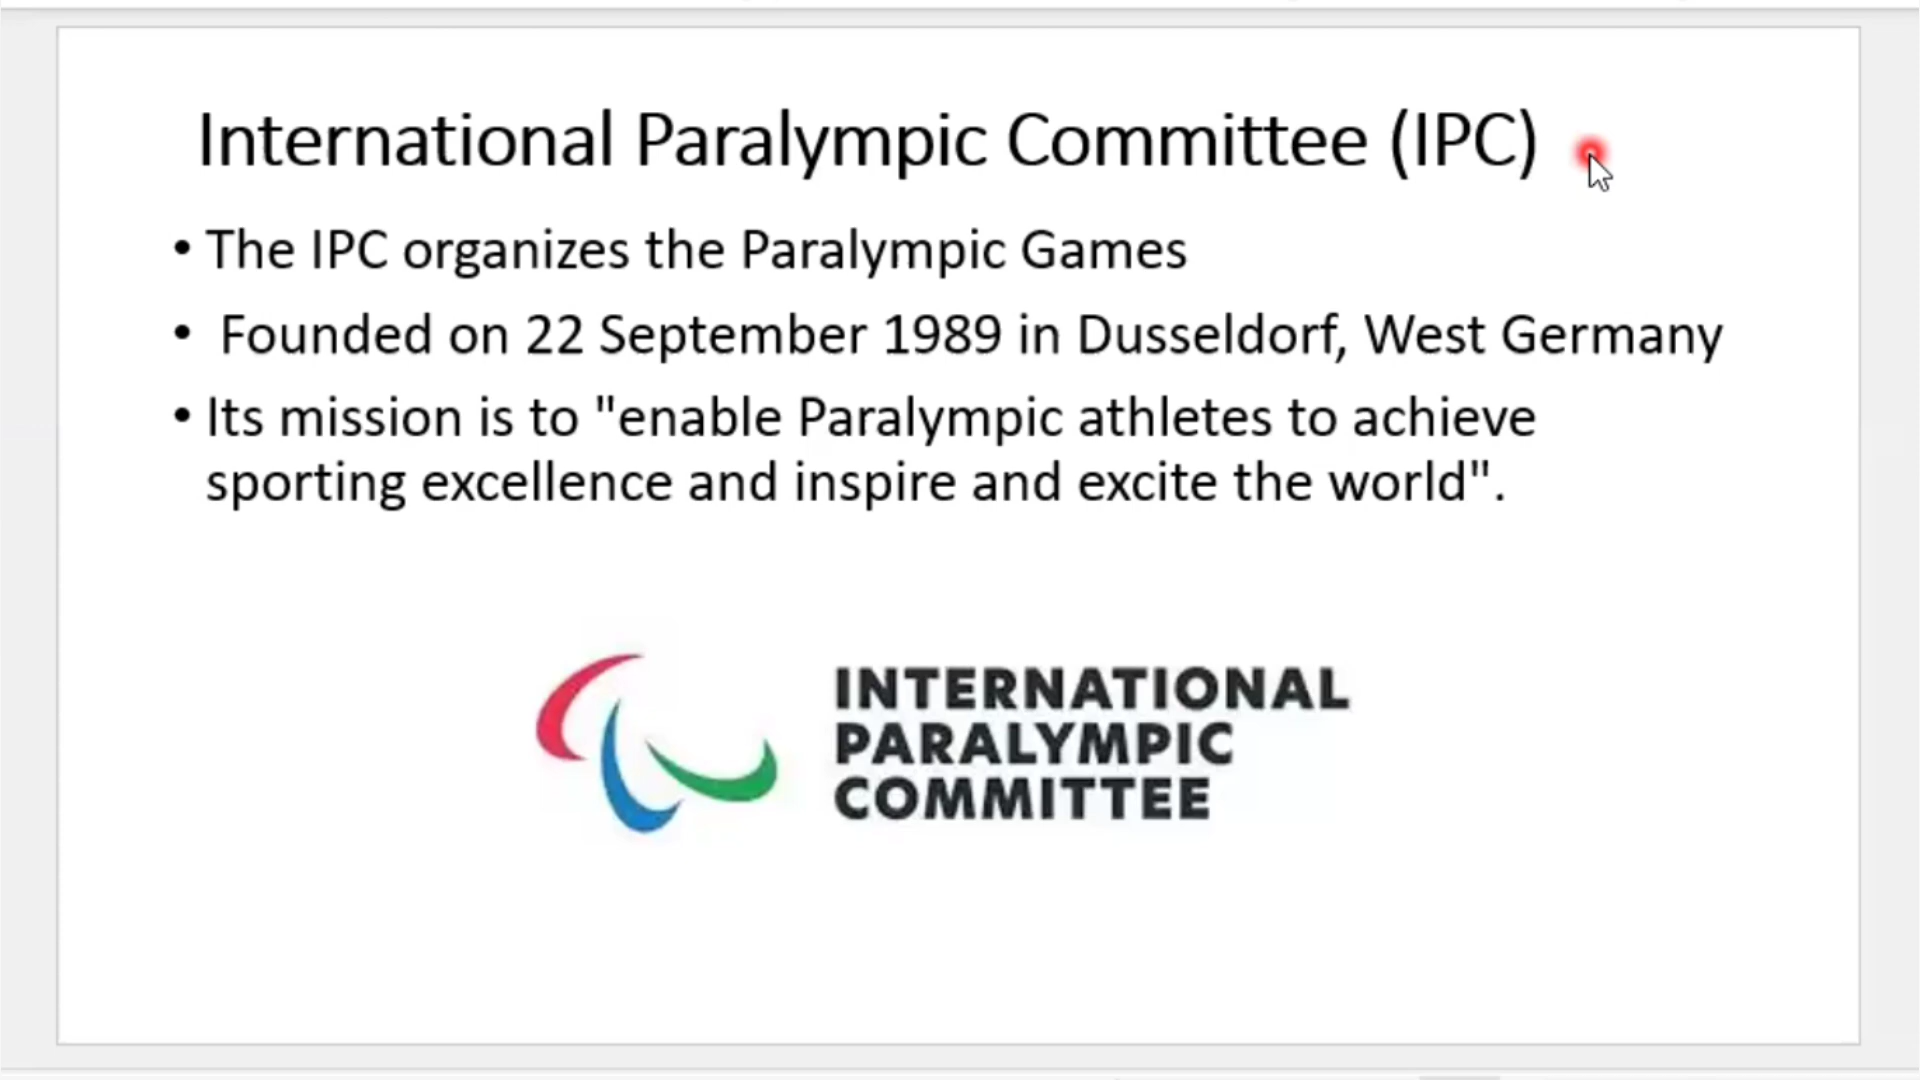 International Paralympic Committee (IPC)
• The IPC organizes the Paralympic Games
• Founded on 22 September 1989 in Dusseldorf, West Germany
• Its mission is to "enable Paralympic athletes to achieve
sporting excellence and inspire and excite the world".
INTERNATIONAL
PARALYMPIC
COMMITTEE